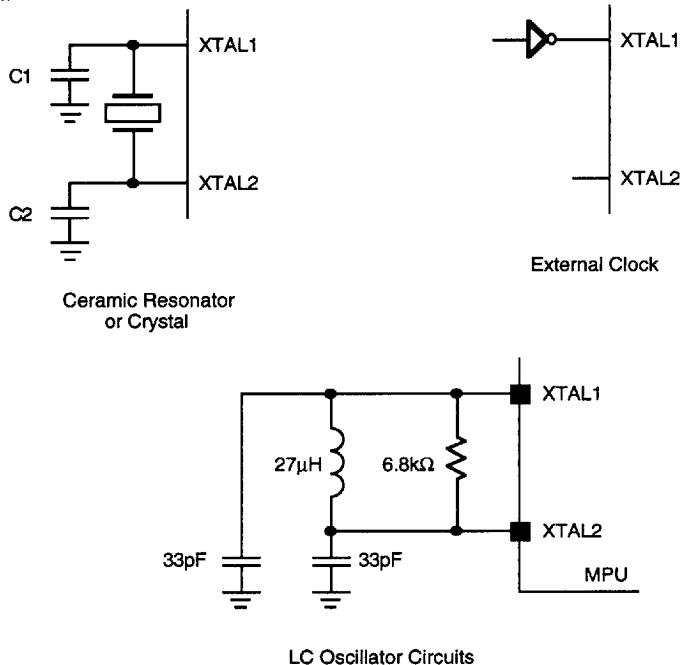 XTAL1
C1
XTAL2
C2
Ceramic Resonator
or Crystal
XTAL1
XTAL2
External Clock
XTAL1
27μH
6.8kΩ
XTAL2
33pF
33pF
MPU
LC Oscillator Circuits